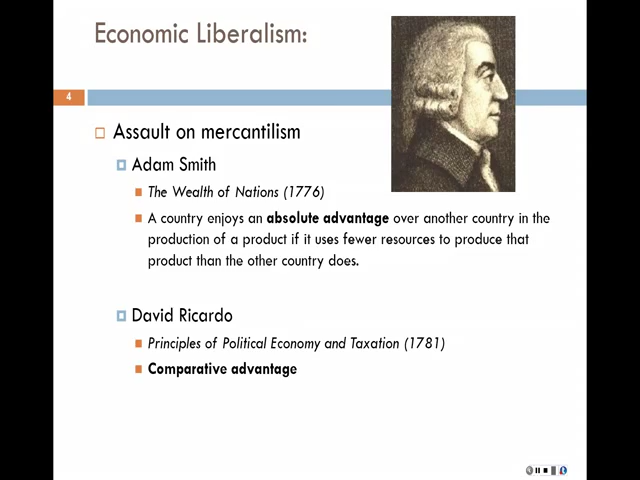 Economic Liberalism:
4
Assault on mercantilism
Adam Smith
The Wealth of Nations (1776)
A country enjoys an absolute advantage over another country in the
production of a product if it uses fewer resources to produce that
product than the other country does.
David Ricardo
Principles of Political Economy and Taxation (1781)
Comparative advantage